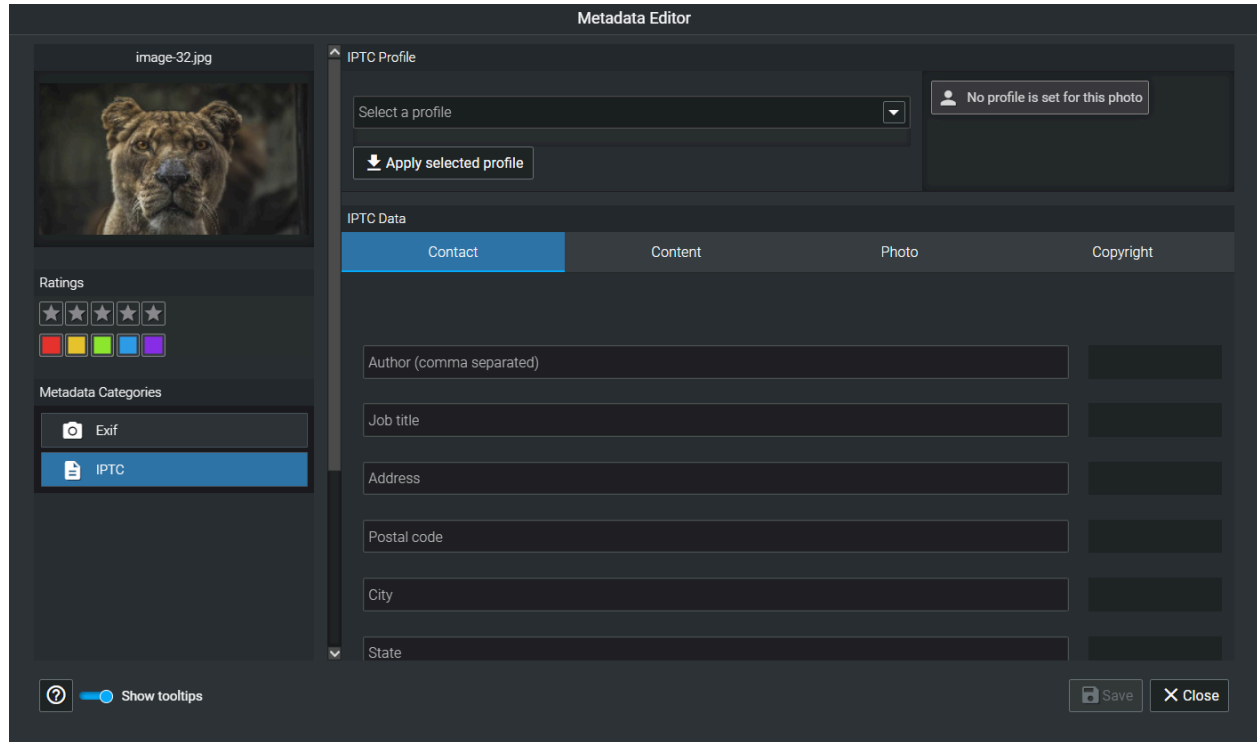 Metadata Editor
image-32.jpg
Ratings
Metadata Categories
Exif
IPTC
IPTC Profile
Select a profile
Apply selected profile
No profile is set for this photo
IPTC Data
Contact Content Photo Copyright
Author (comma separated)
Job title
Address
Postal code
City
State
Show tooltips
Save Close